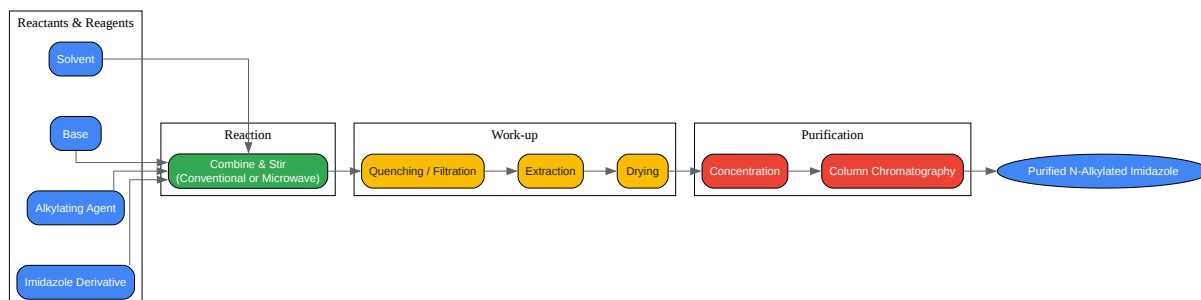 Reactants & Reagents
Solvent
Base
Alkylating Agent
Imidazole Derivative
Reaction
Combine & Stir
(Conventional or Microwave)
Work-up
Quenching / Filtration
Extraction
Drying
Purification
Concentration
Column Chromatography
Purified N-Alkylated Imidazole